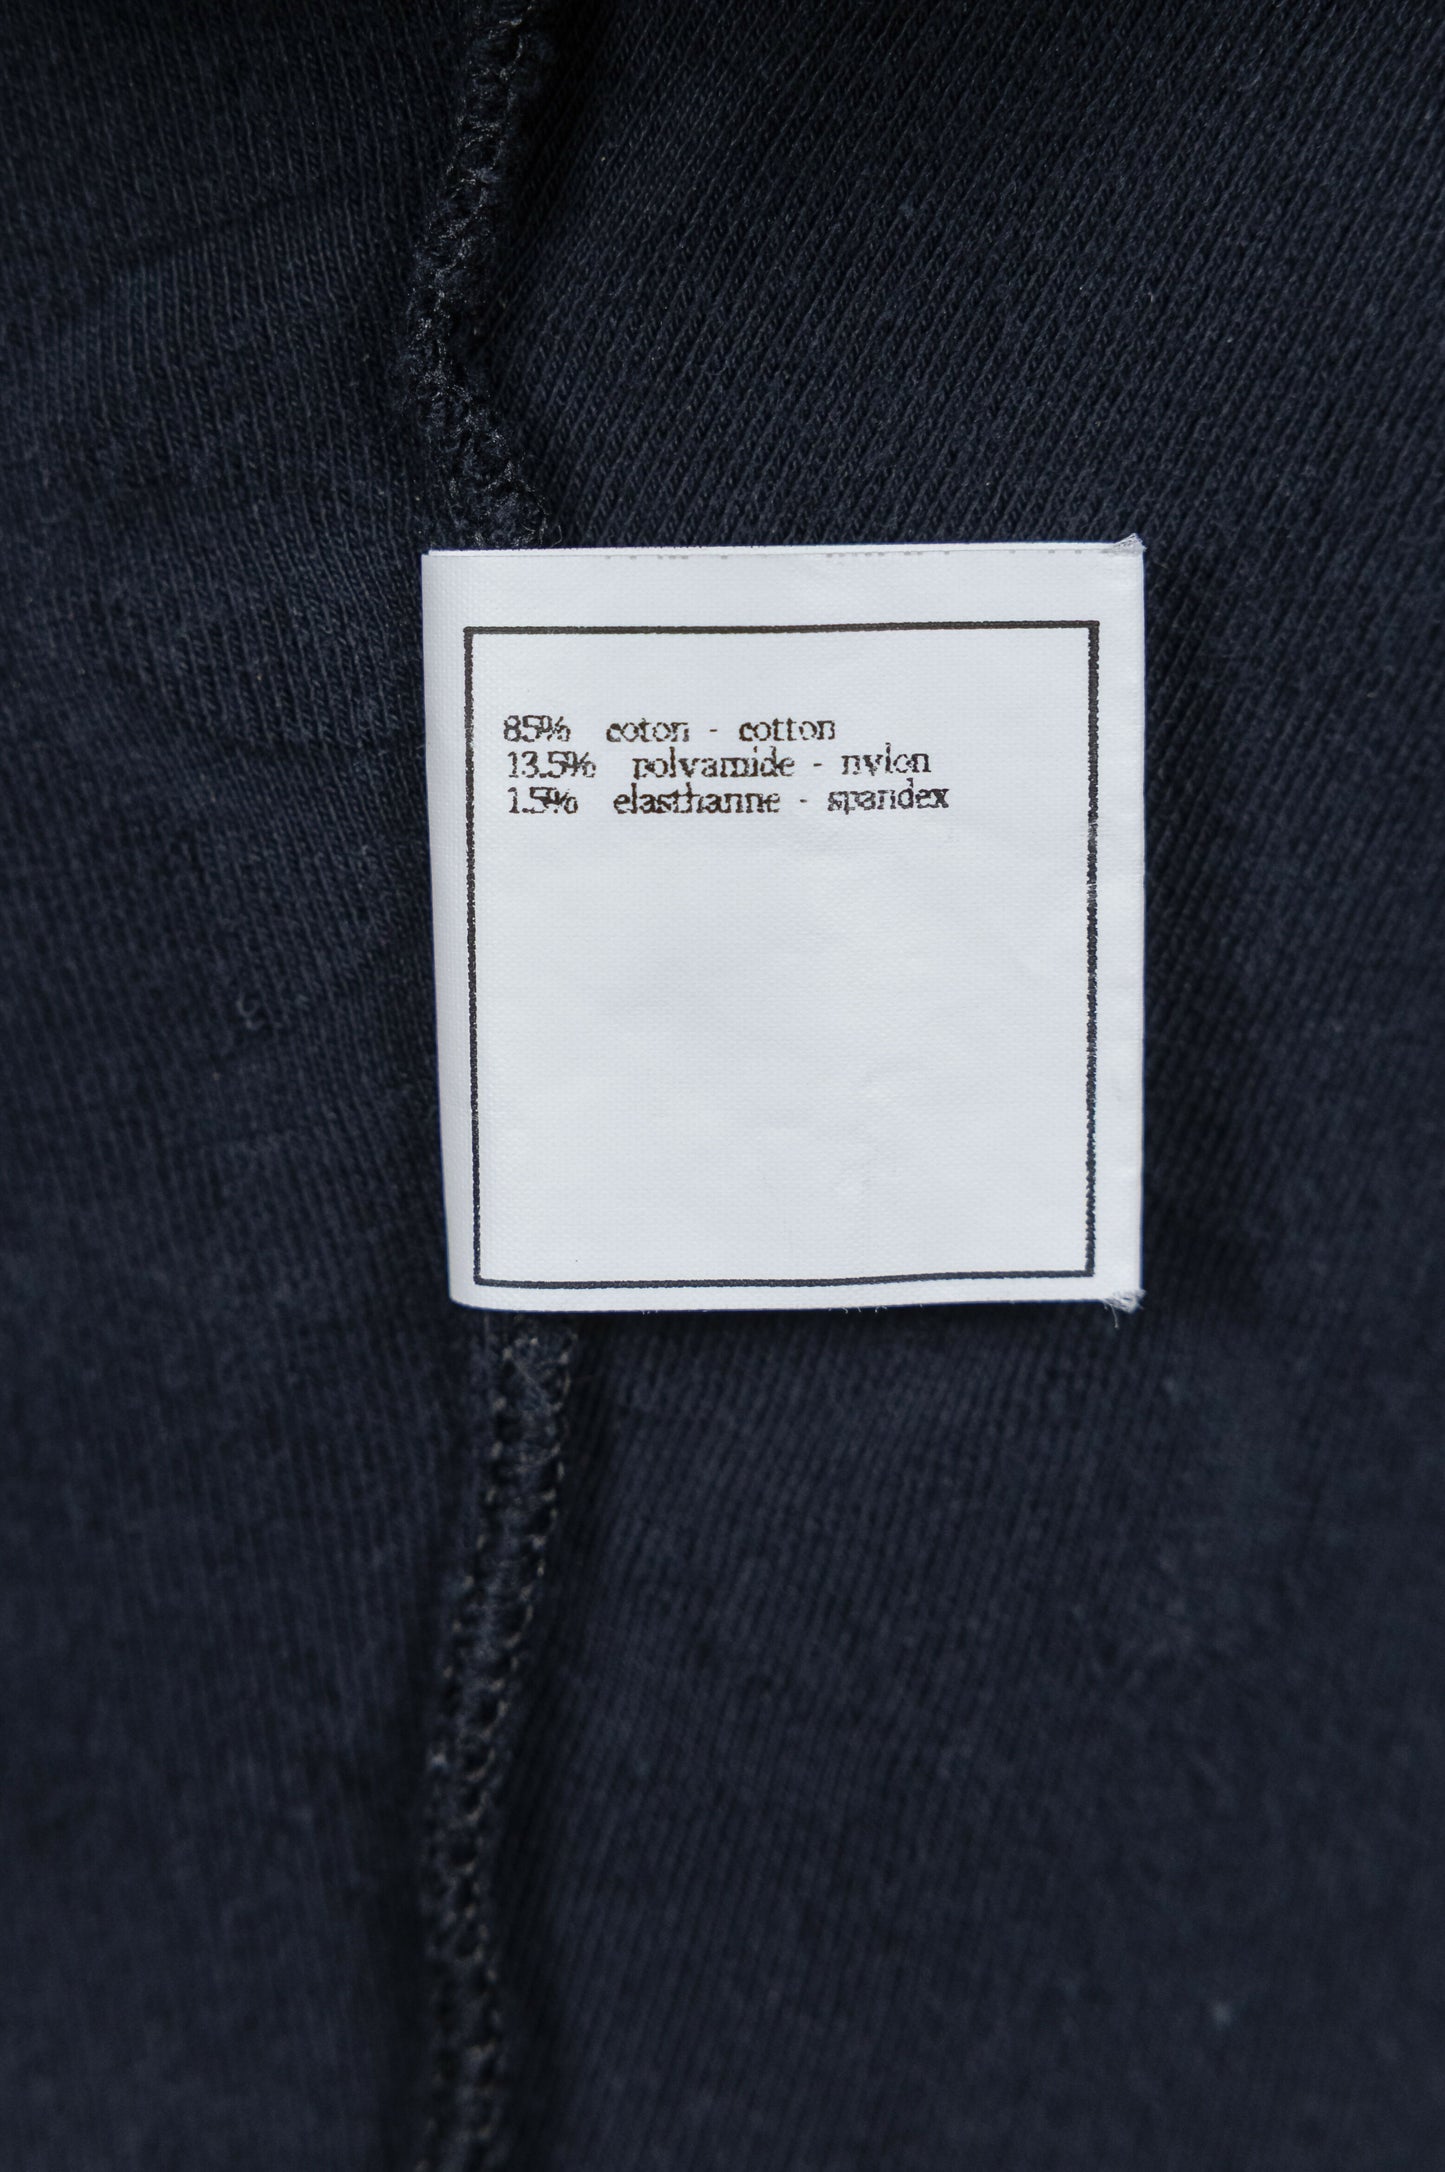 85% coton - cotton
13.5% polyamide - nylon
1.5% elasthanne - spandex